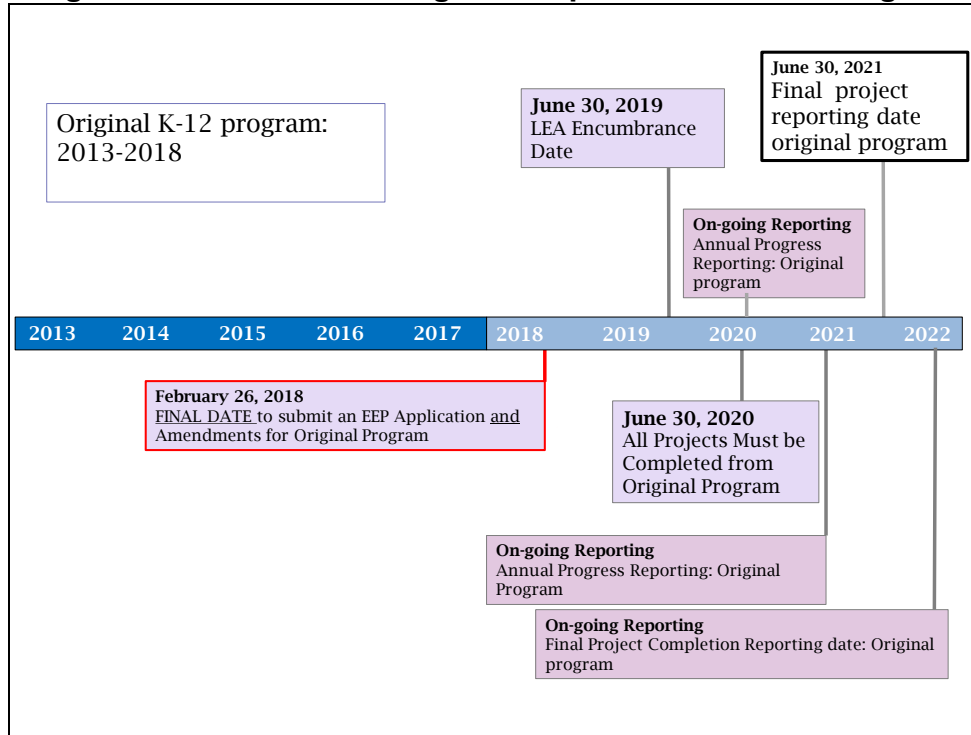 Original K-12 program:
2013-2018
June 30, 2019
LEA Encumbrance
Date
June 30, 2021
Final project
reporting date
original program
On-going Reporting
Annual Progress
Reporting: Original
program
2013 2014 2015 2016 2017 2018 2019 2020 2021 2022
February 26, 2018
FINAL DATE to submit an EEP Application and
Amendments for Original Program
June 30, 2020
All Projects Must be
Completed from
Original Program
On-going Reporting
Annual Progress Reporting: Original
Program
On-going Reporting
Final Project Completion Reporting date: Original
program